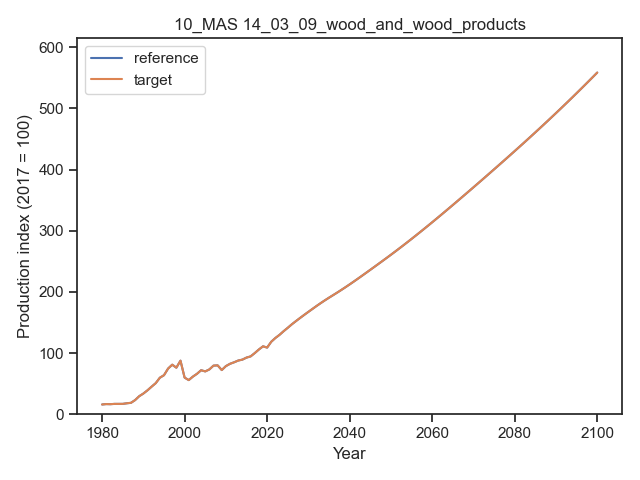 10_MAS 14_03_09_wood_and_wood_products
reference
target
Production index (2017 = 100)
600
500
400
300
200
100
0
1980
2000
2020
2040
2060
2080
2100
Year